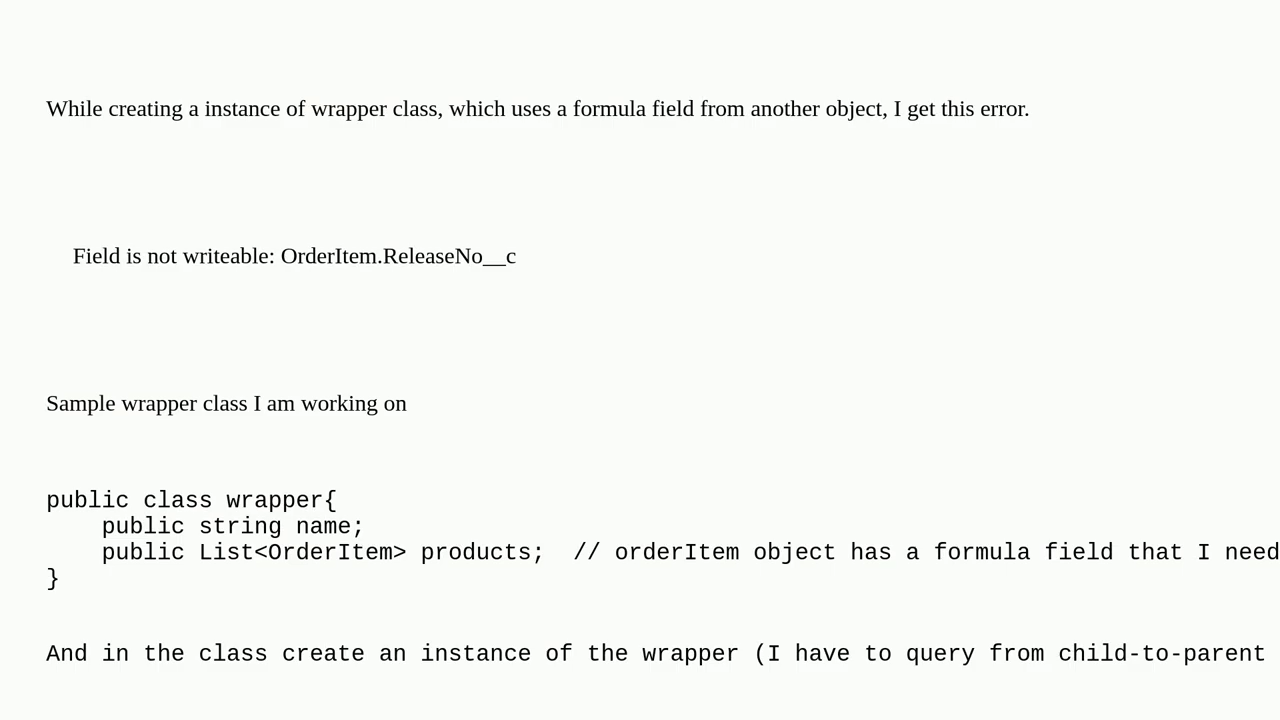 While creating a instance of wrapper class, which uses a formula field from another object, I get this error.
Field is not writeable: OrderItem.ReleaseNo__c
Sample wrapper class I am working on
public class wrapper{
    public string name;
    public List<OrderItem> products;  // orderItem object has a formula field that I need
}
And in the class create an instance of the wrapper (I have to query from child-to-parent